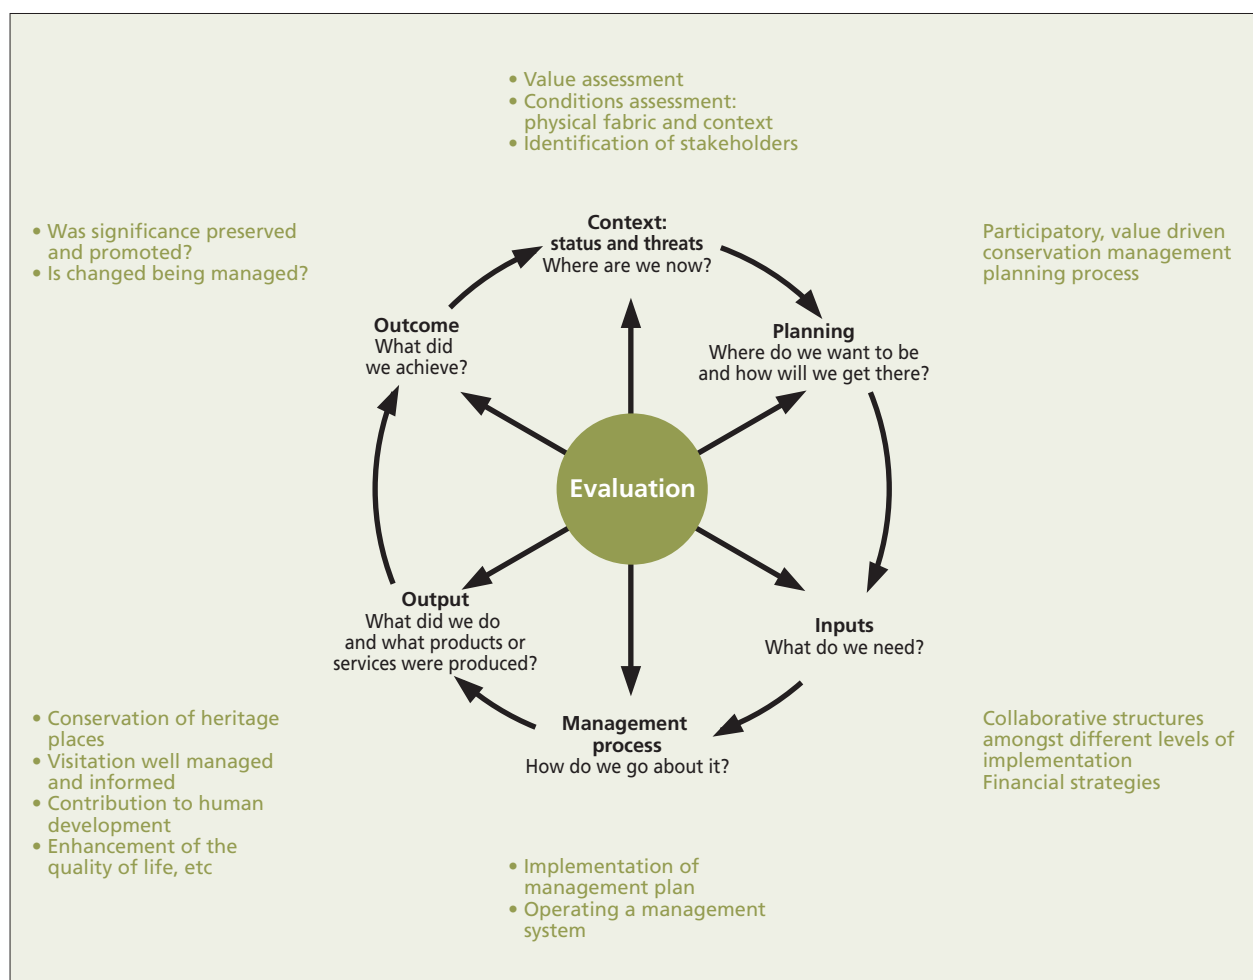 • Value assessment
• Conditions assessment:
physical fabric and context
• Identification of stakeholders
• Was significance preserved
and promoted?
• Is changed being managed?
Context:
status and threats
Where are we now?
Participatory, value driven
conservation management
planning process
Outcome
What did
we achieve?
Planning
Where do we want to be
and how will we get there?
Evaluation
Output
What did we do
and what products or
services were produced?
Inputs
What do we need?
Management
process
How do we go about it?
• Conservation of heritage
places
• Visitation well managed
and informed
• Contribution to human
development
• Enhancement of the
quality of life, etc
Collaborative structures
amongst different levels of
implementation
Financial strategies
• Implementation of
management plan
• Operating a management
system